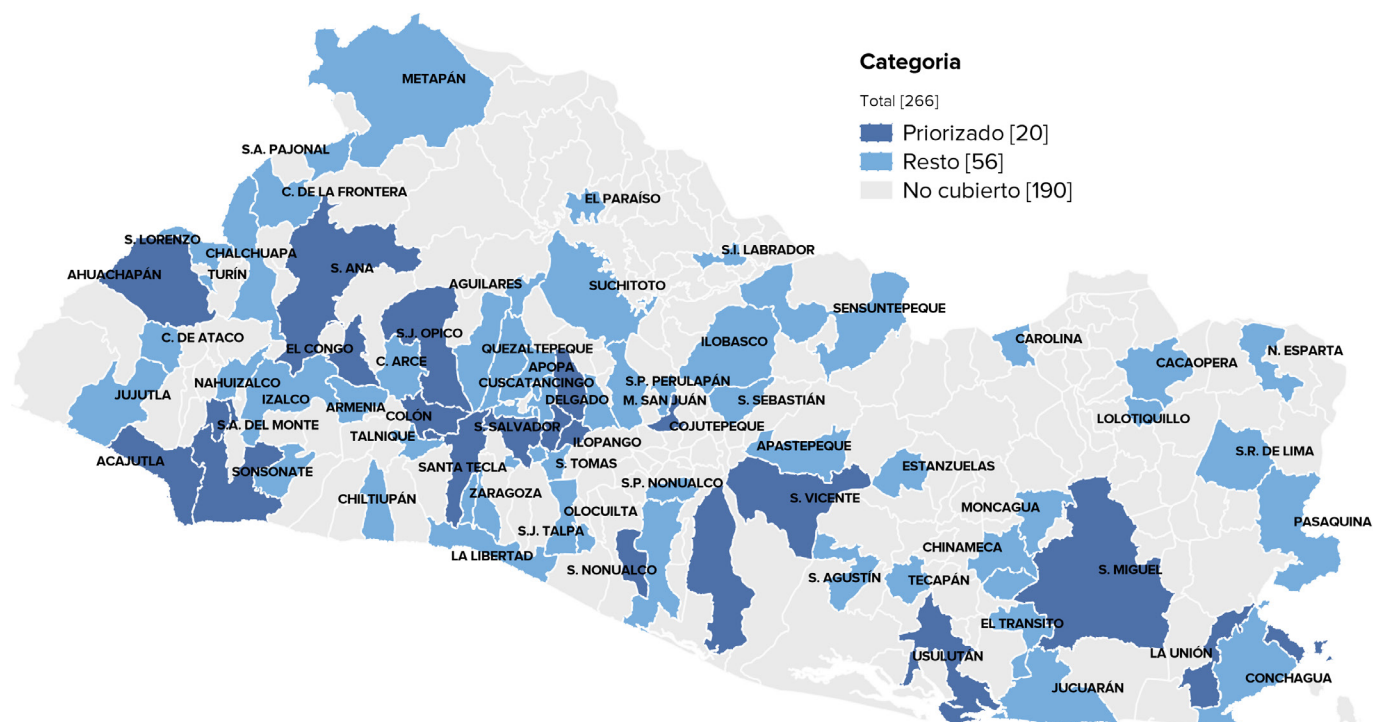 METAPÁN
Categoria
Total [266]
Priorizado [20]
Resto [56]
No cubierto [190]
S.A. PAJONAL
C. DE LA FRONTERA
EL PARAÍSO
S. LORENZO
CHALCHUAPA
S.I. LABRADOR
AHUACHAPÁN
TURÍN
S. ANA
AGUILARES
SUCHITOTO
SENSUNTEPEQUE
C. DE ATACO
S.J. OPICO
EL CONGO
C. ARCE
QUEZALTEPEQUE
ILOBASCO
CAROLINA
CACAOPERA
N. ESPARTA
APOPA
NAHUIZALCO
CUSCATANCINGO
S.P. PERULAPÁN
JUJUTLA
IZALCO
DELGADO
M. SAN JUÁN
S. SEBASTIÁN
ARMENIA
COLÓN
LOLOTIQUILLO
S.A. DEL MONTE
S. SALVADOR
COJUTEPEQUE
TALNIQUE
ILOPANGO
APASTEPEQUE
S.R. DE LIMA
ACAJUTLA
SONSONATE
SANTA TECLA
S. TOMAS
ESTANZUELAS
S.P. NONUALCO
CHILTIUPÁN
ZARAGOZA
S. VICENTE
MONCAGUA
OLOCUILTA
PASAQUINA
S.J. TALPA
CHINAMECA
LA LIBERTAD
S. NONUALCO
S. AGUSTÍN
TECAPÁN
S. MIGUEL
EL TRANSITO
USULUTÁN
LA UNIÓN
CONCHAGUA
JUCUARÁN